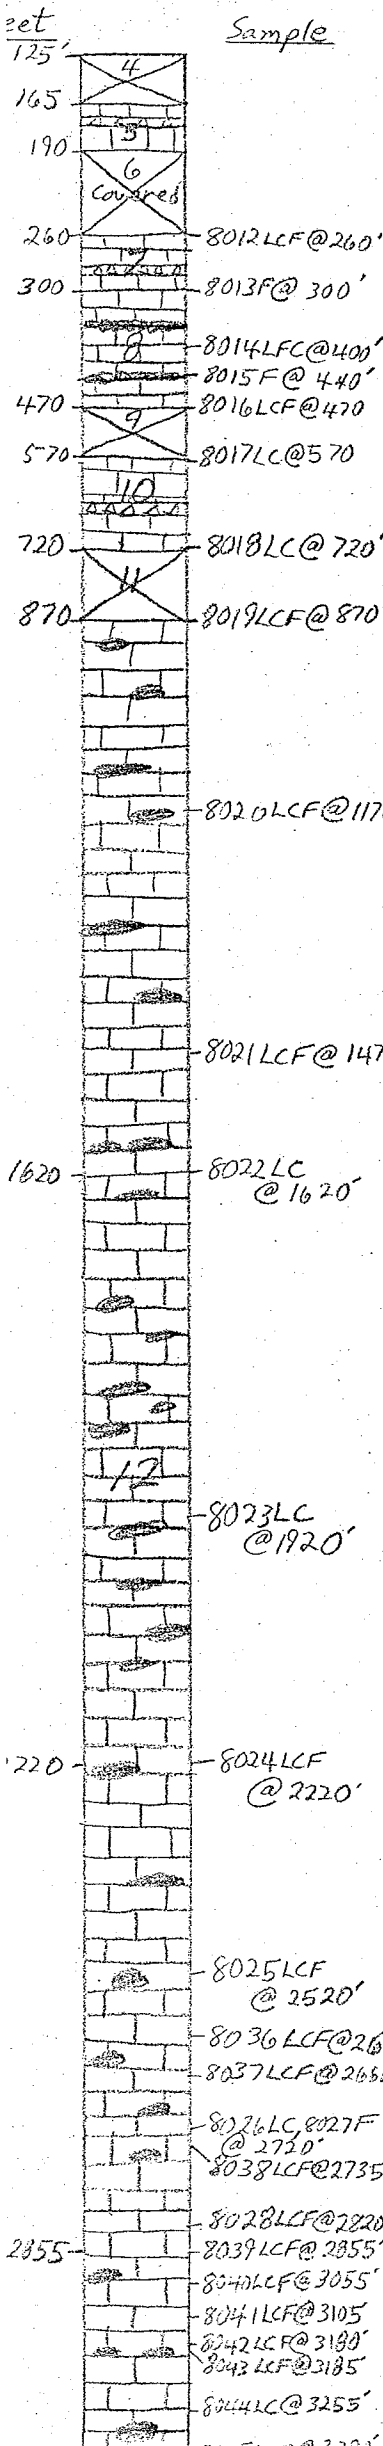 eet Sample
125'
4
165
5
190
6
Covered
260 8012LCF@260'
7
300 8013F@300'
8 8014LFC@400'
8015F@440'
470 8016LCF@470
9
570 8017LC@570
10
720 8018LC@720'
11
870 8019LCF@870
8020LCF@117
8021LCF@147
1620 8022LC
@1620'
12
8023LC
@1920'
220 8024LCF
@2220'
8025LCF
@2520'
8036LCF@26
8037LCF@265
8026LC,8027F
@2720'
8038LCF@2735
8028LCF@2820
2855 8039LCF@2855'
8040LCF@3055'
8041LCF@3105
8042LCF@3180'
8043LCF@3185'
8044LC@3255'